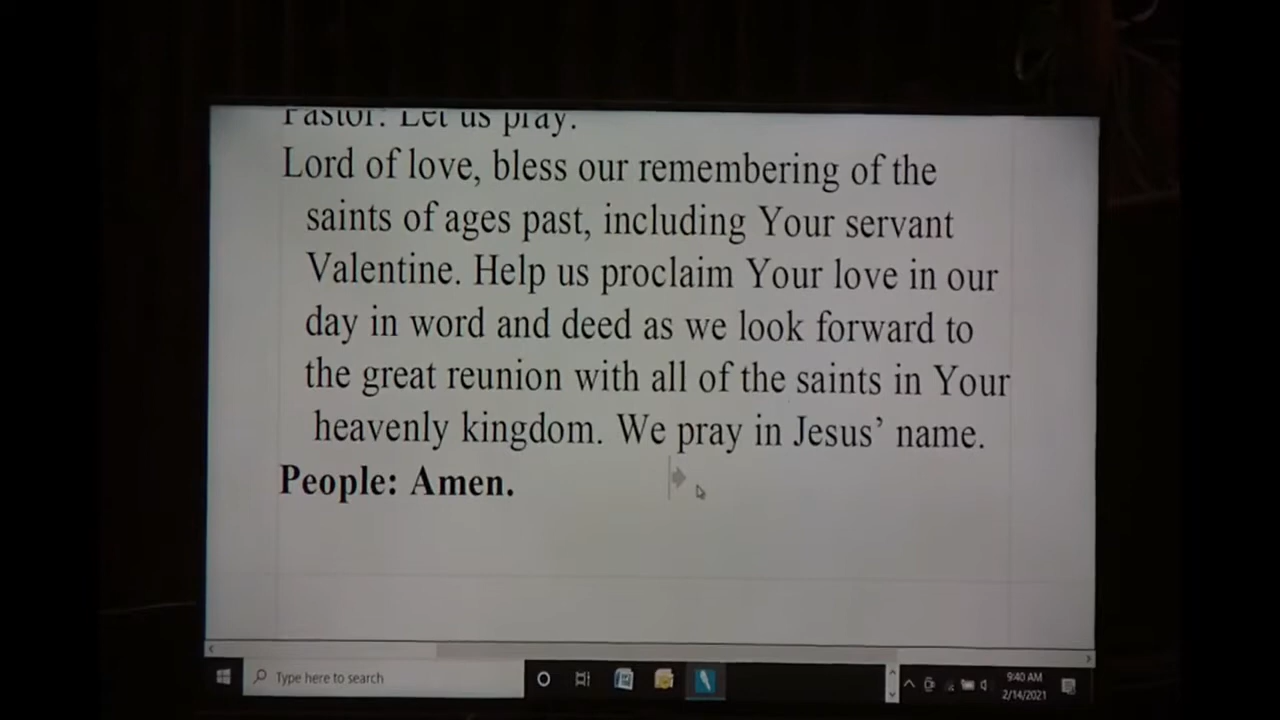 Pastor: Let us pray.
Lord of love, bless our remembering of the
saints of ages past, including Your servant
Valentine. Help us proclaim Your love in our
day in word and deed as we look forward to
the great reunion with all of the saints in Your
heavenly kingdom. We pray in Jesus’ name.
People: Amen.
Type here to search
9:40 AM
2/14/2021